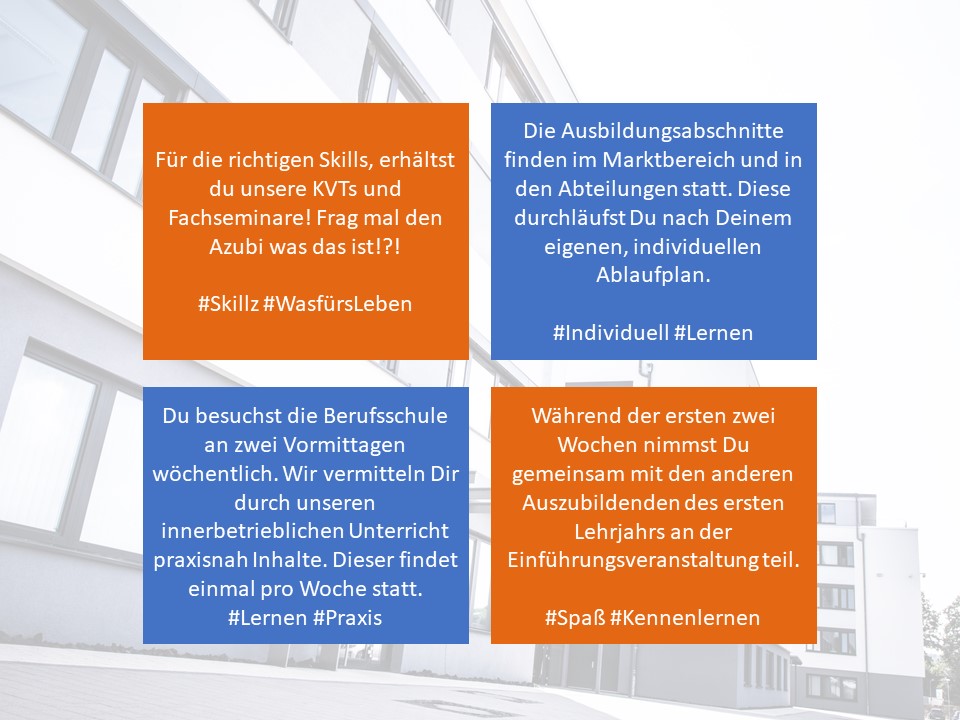 Für die richtigen Skills, erhältst
du unsere KVTs und
Fachseminare! Frag mal den
Azubi was das ist!?!
#Skillz #WasfürsLeben
Die Ausbildungsabschnitte
finden im Marktbereich und in
den Abteilungen statt. Diese
durchläufst Du nach Deinem
eigenen, individuellen
Ablaufplan.
#Individuell #Lernen
Du besuchst die Berufsschule
an zwei Vormittagen
wöchentlich. Wir vermitteln Dir
durch unseren
innerbetrieblichen Unterricht
praxisnah Inhalte. Dieser findet
einmal pro Woche statt.
#Lernen #Praxis
Während der ersten zwei
Wochen nimmst Du
gemeinsam mit den anderen
Auszubildenden des ersten
Lehrjahrs an der
Einführungsveranstaltung teil.
#Spaß #Kennenlernen